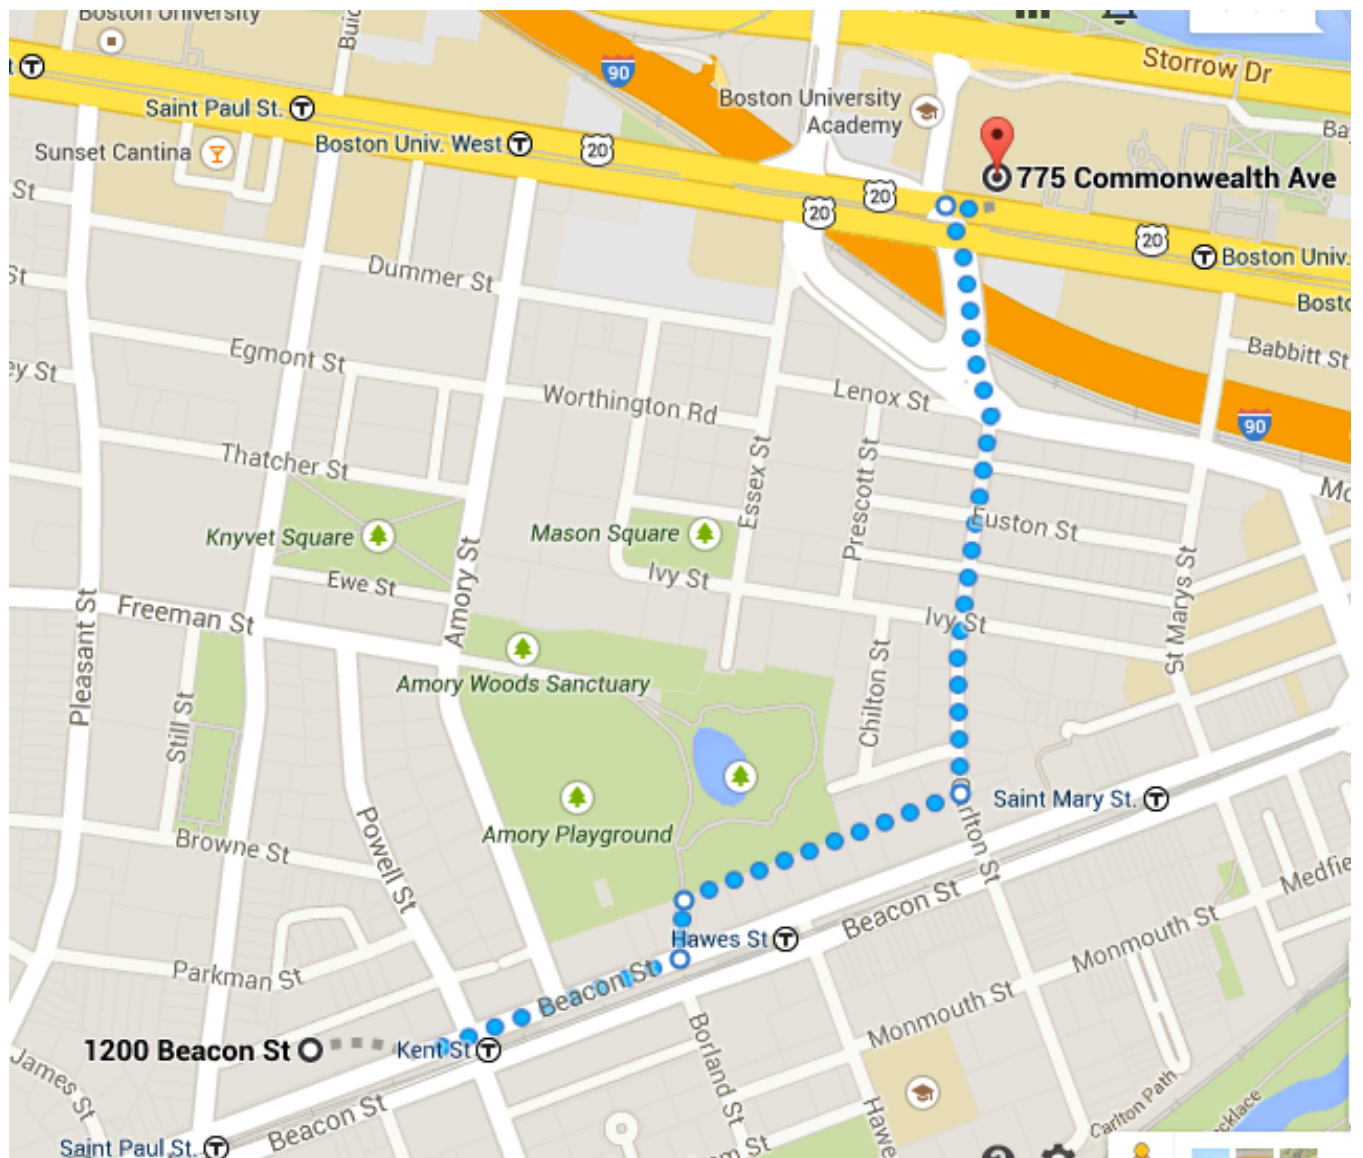 Boston University
Storrow Dr
90
Boston University
Academy
Saint Paul St.
Boston Univ. West
20
Sunset Cantina
775 Commonwealth Ave
20
20
20
St
Boston Univ.
Dummer St
St
Egmont St
Babbitt St
Worthington Rd
Lenox St
90
Thatcher St
Essex St
Prescott St
Knyvet Square
Mason Square
Euston St
Ivy St
Ewe St
Amory St
Freeman St
Pleasant St
Ivy St
St Marys St
Amory Woods Sanctuary
Still St
Chilton St
Saint Mary St.
Amory Playground
Powell St
Browne St
Carlton St
Medfie
Beacon St
Monmouth St
Hawes St
Parkman St
Beacon St
Monmouth St
1200 Beacon St
Kent St
Borland St
James St
Carlton Path
Hawe
Beacon St
Saint Paul St.